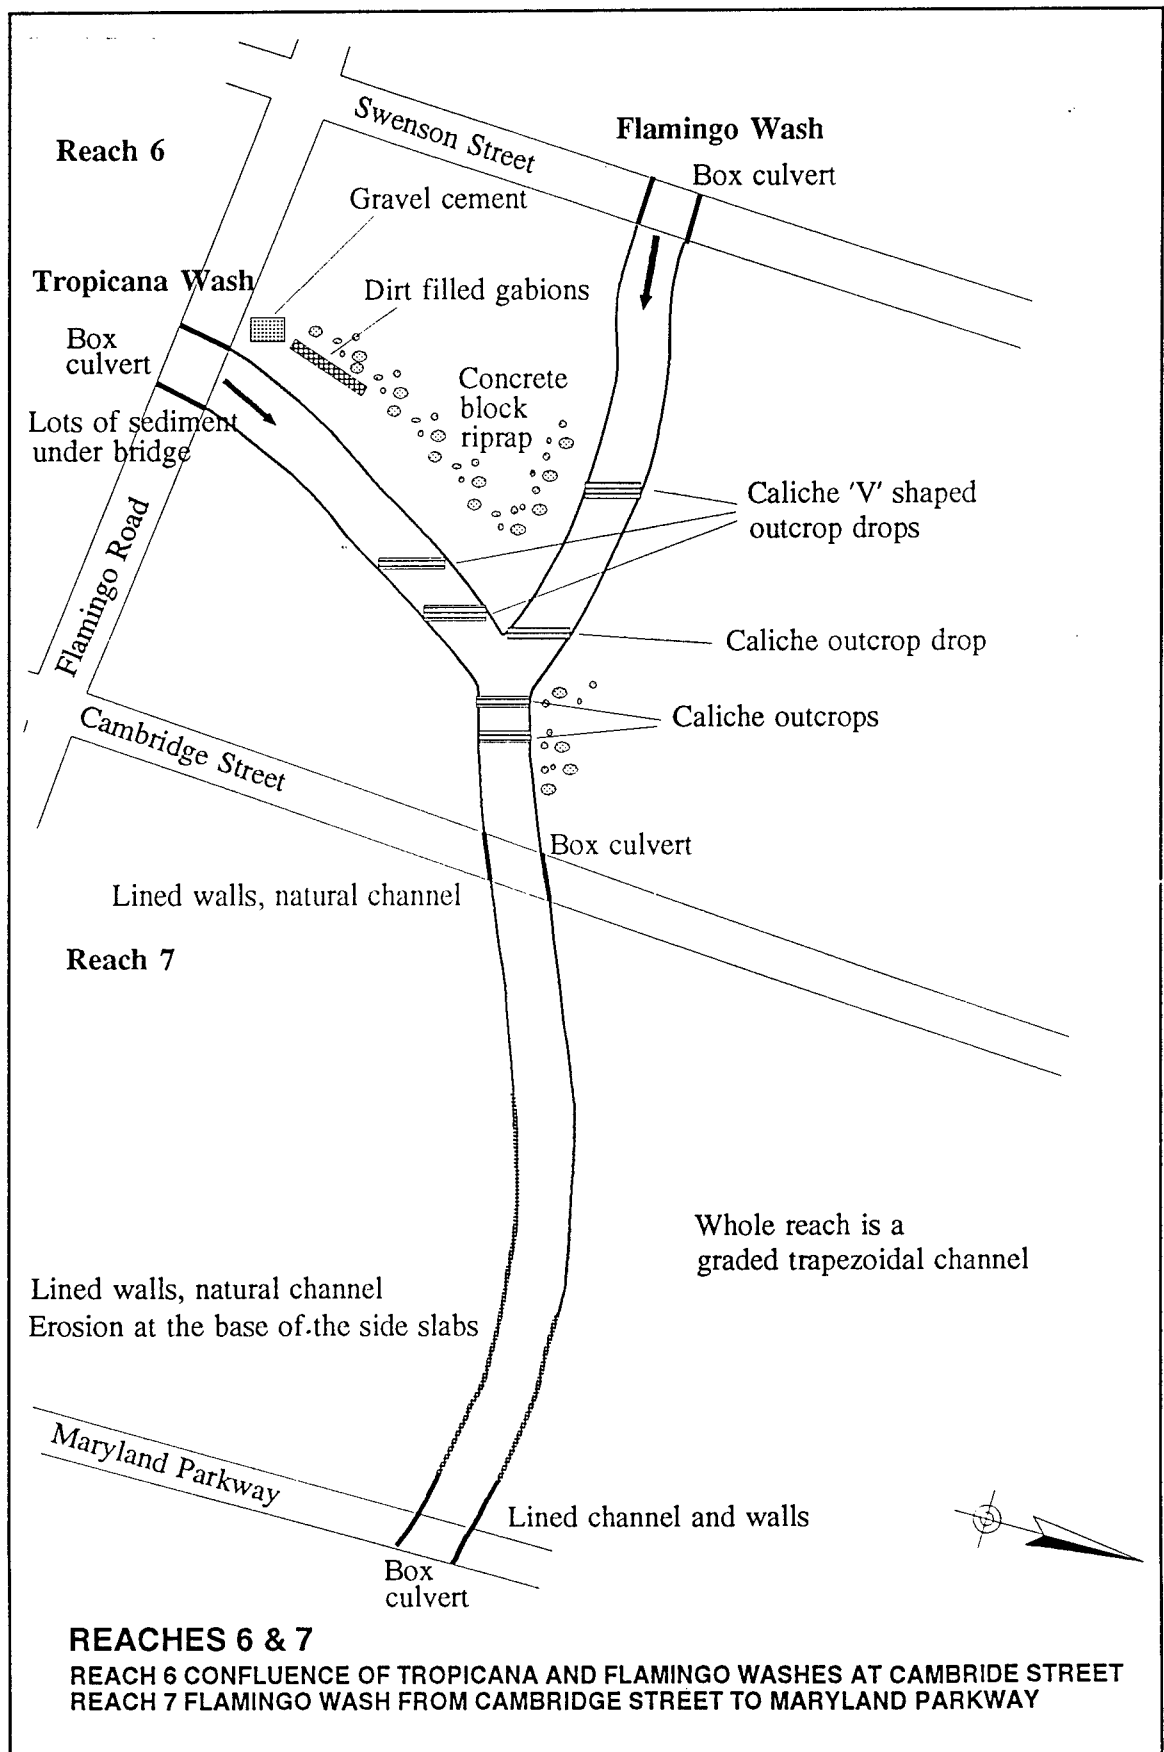 Swenson Street
Flamingo Wash
Box culvert
Reach 6
Gravel cement
Tropicana Wash
Dirt filled gabions
Box
culvert
Concrete
block
riprap
Lots of sediment
under bridge
Caliche 'V' shaped
outcrop drops
Flamingo Road
Caliche outcrop drop
Caliche outcrops
Cambridge Street
Box culvert
Lined walls, natural channel
Reach 7
Whole reach is a
graded trapezoidal channel
Lined walls, natural channel
Erosion at the base of the side slabs
Maryland Parkway
Lined channel and walls
Box
culvert
REACHES 6 & 7
REACH 6 CONFLUENCE OF TROPICANA AND FLAMINGO WASHES AT CAMBRIDE STREET
REACH 7 FLAMINGO WASH FROM CAMBRIDGE STREET TO MARYLAND PARKWAY